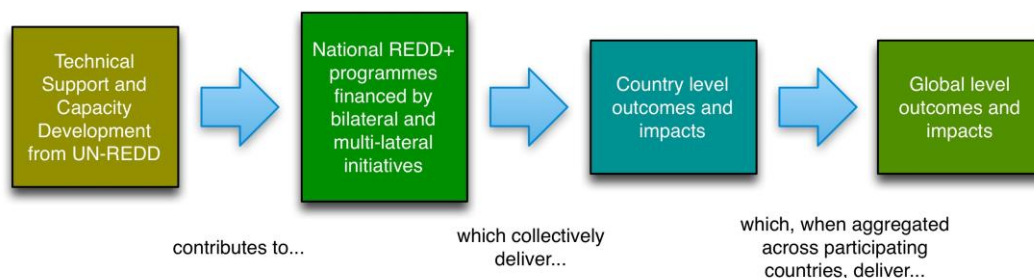 Technical
Support and
Capacity
Development
from UN-REDD
National REDD+
programmes
financed by
bilateral and
multi-lateral
initiatives
Country level
outcomes and
impacts
Global level
outcomes and
impacts
contributes to...
which collectively
deliver...
which, when aggregated
across participating
countries, deliver...